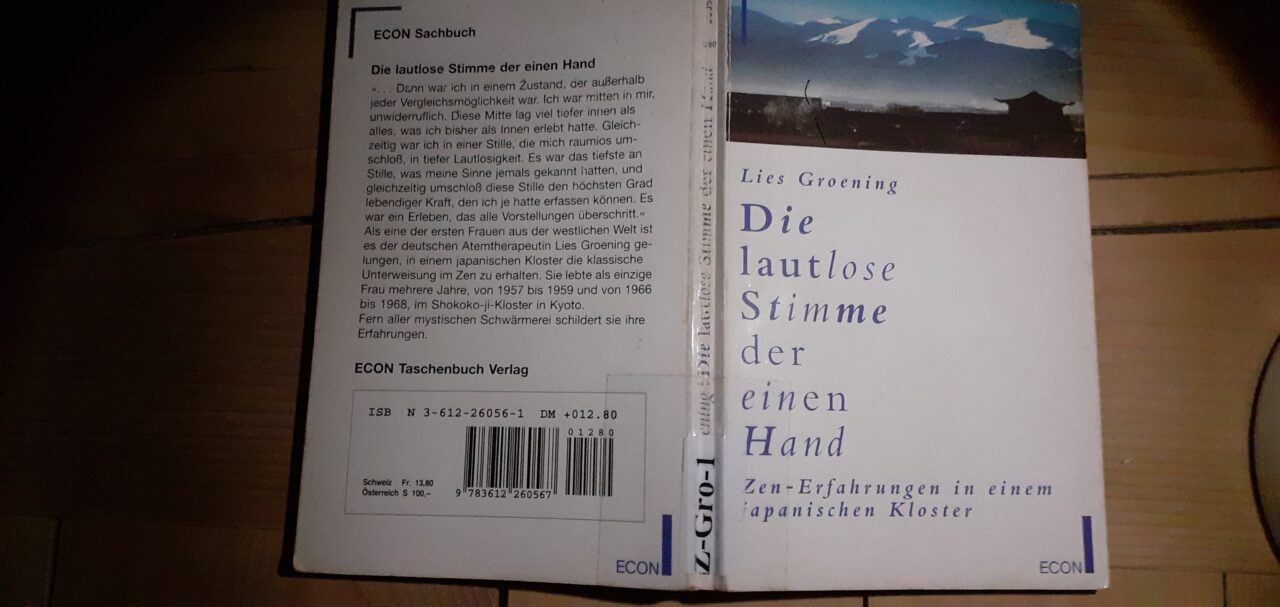 ECON Sachbuch
Die lautlose Stimme der einen Hand
"... Dann war ich in einem Zustand, der außerhalb
jeder Vergleichsmöglichkeit war. Ich war mitten in mir,
unwiderruflich. Diese Mitte lag viel tiefer innen als
alles, was ich bisher als Innen erlebt hatte. Gleich-
zeitig war ich in einer Stille, die mich raumlos um-
schloß, in tiefer Lautlosigkeit. Es war das tiefste an
Stille, was meine Sinne jemals gekannt hatten, und
gleichzeitig umschloß diese Stille den höchsten Grad
lebendiger Kraft, den ich je hatte erfassen können. Es
war ein Erleben, das alle Vorstellungen überschritt."
Als eine der ersten Frauen aus der westlichen Welt ist
es der deutschen Atemtherapeutin Lies Groening ge-
lungen, in einem japanischen Kloster die klassische
Unterweisung im Zen zu erhalten. Sie lebte als einzige
Frau mehrere Jahre, von 1957 bis 1959 und von 1966
bis 1968, im Shokoko-ji-Kloster in Kyoto.
Fern aller mystischen Schwärmerei schildert sie ihre
Erfahrungen.
ECON Taschenbuch Verlag
ISB N 3-612-26056-1 DM +012.80
01280
Schweiz Fr. 13,80
Österreich S 100,–
9 783612 260567
ECON
ening : Die lautlose Stimme der einen Hand
Z-Gro-1
Lies Groening
Die
lautlose
Stimme
der
einen
Hand
Zen-Erfahrungen in einem
japanischen Kloster
ECON